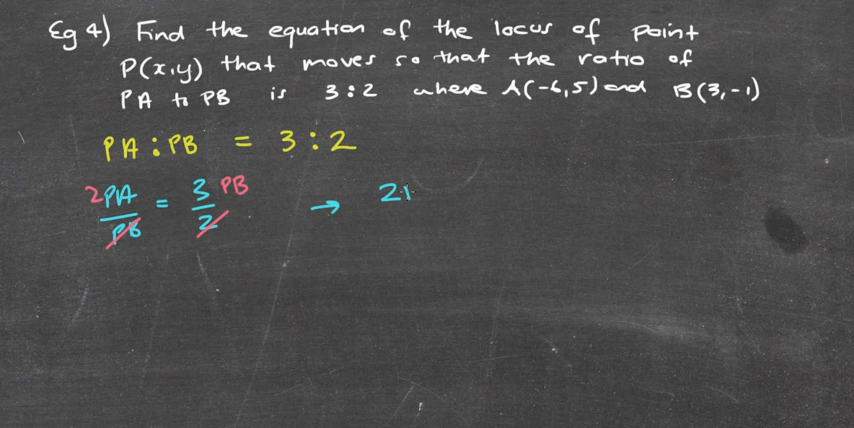 Eg 4) Find the equation of the locus of point
P(x,y) that moves so that the ratio of
PA to PB is 3:2 where A(-6,5) and B(3,-1)
PA : PB = 3 : 2
2PA/PB = 3PB/2 → 2